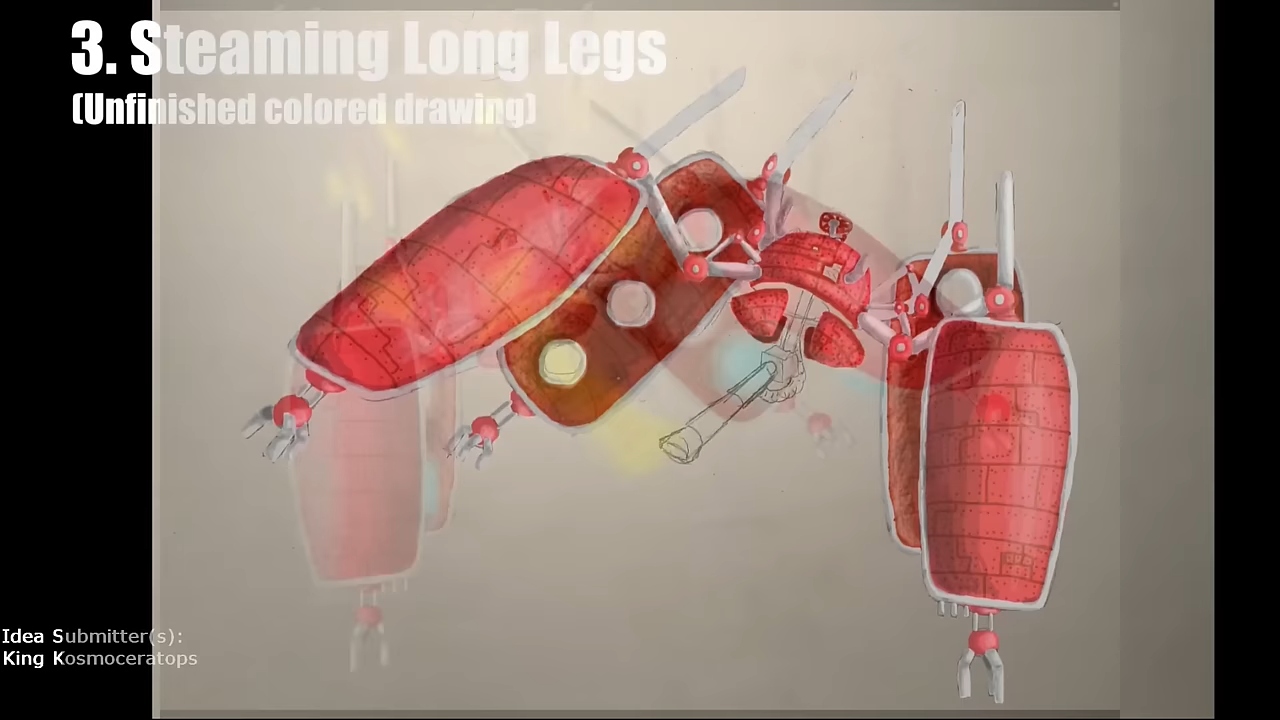 3. Steaming Long Legs
(Unfinished colored drawing)
Idea Submitter(s):
King Kosmoceratops